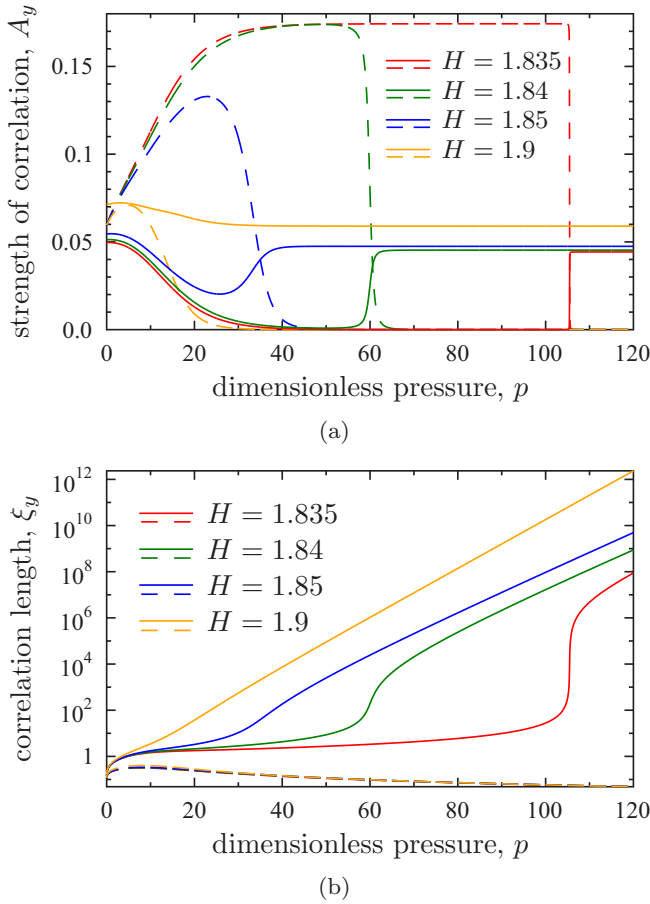 strength of correlation, A_y
0.15
0.1
0.05
0.0
H = 1.835
H = 1.84
H = 1.85
H = 1.9
0 20 40 60 80 100 120
dimensionless pressure, p
(a)
correlation length, ξ_y
10^12
10^10
10^8
10^6
10^4
10^2
1
H = 1.835
H = 1.84
H = 1.85
H = 1.9
0 20 40 60 80 100 120
dimensionless pressure, p
(b)